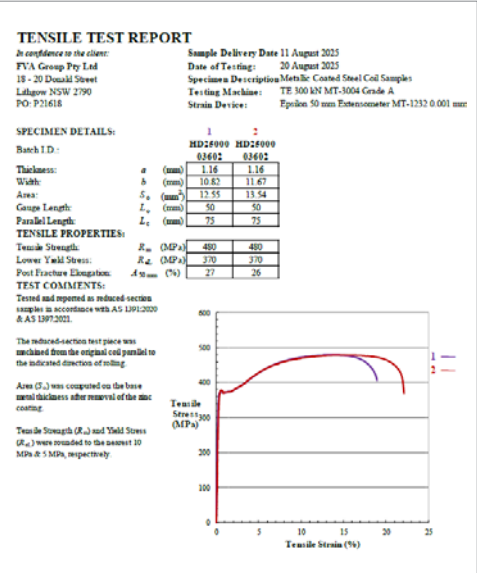 TENSILE TEST REPORT
In confidence to the client:
FVA Group Pty Ltd
18 - 20 Donald Street
Lithgow NSW 2790
PO: P21618
Sample Delivery Date 11 August 2025
Date of Testing: 20 August 2025
Specimen Description Metallic Coated Steel Coil Samples
Testing Machine: TE 300 kN MT-3004 Grade A
Strain Device: Epsilon 50 mm Extensometer MT-1232 0.001 mm
SPECIMEN DETAILS: 1 2
Batch I.D.: HD25000 03602 HD25000 03602
Thickness: a (mm) 1.16 1.16
Width: b (mm) 10.82 11.67
Area: Sₒ (mm²) 12.55 13.54
Gauge Length: Lₒ (mm) 50 50
Parallel Length: (mm) 75 75
TENSILE PROPERTIES:
Tensile Strength: Rₘ (MPa) 480 480
Lower Yield Stress: (MPa) 370 370
Post Fracture Elongation: A 50 mm (%) 27 26
TEST COMMENTS:
Tested and reported as reduced-section
samples in accordance with AS 1391:2020
& AS 1397:2021.
The reduced-section test piece was
machined from the original coil parallel to
the indicated direction of rolling.
Area (Sₒ) was computed on the base
metal thickness after removal of the zinc
coating.
Tensile Strength (Rₘ) and Yield Stress
(Rₑₗ) were rounded to the nearest 10
MPa & 5 MPa, respectively.
Tensile
Stress
(MPa)
600
500
400
300
200
100
0
0 5 10 15 20 25
Tensile Strain (%)
1
2